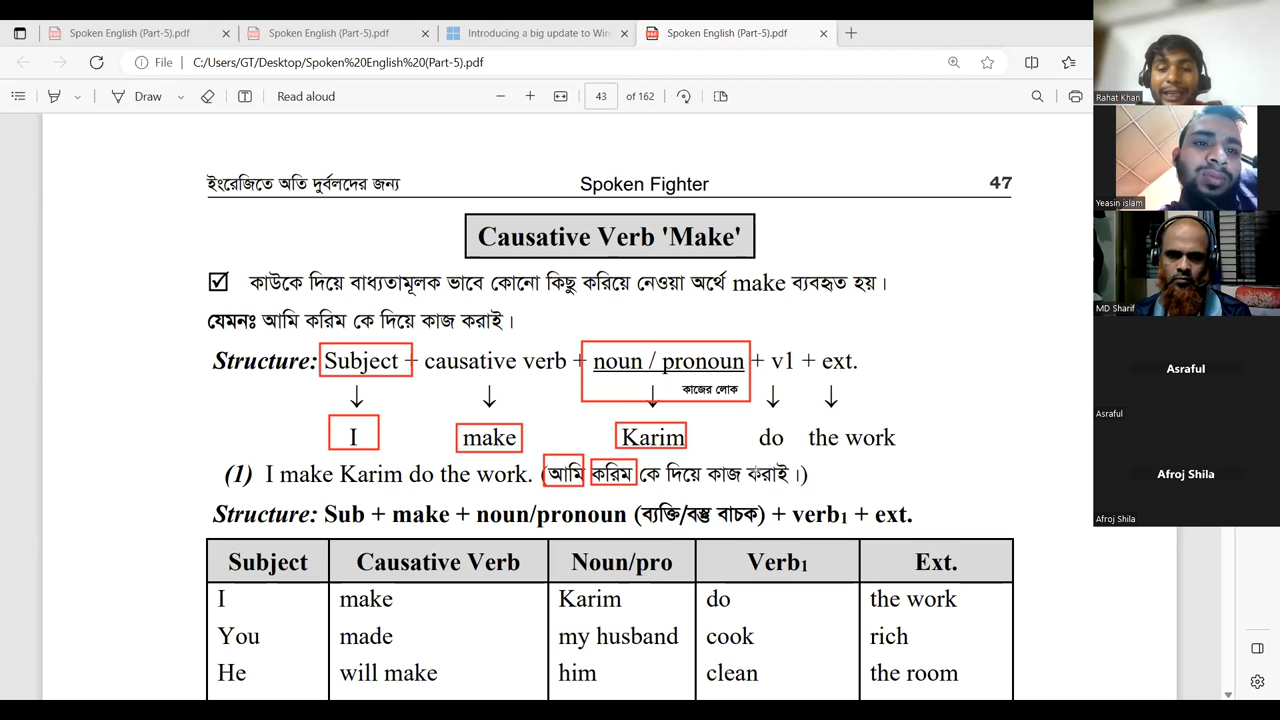 Spoken English (Part-5).pdf
Spoken English (Part-5).pdf
Introducing a big update to Win
Spoken English (Part-5).pdf
File
C:/Users/GT/Desktop/Spoken%20English%20(Part-5).pdf
Draw
Read aloud
43 of 162
ইংরেজিতে অতি দুর্বলদের জন্য Spoken Fighter 47
Causative Verb 'Make'
কাউকে দিয়ে বাধ্যতামূলক ভাবে কোনো কিছু করিয়ে নেওয়া অর্থে make ব্যবহৃত হয়।
যেমনঃ আমি করিম কে দিয়ে কাজ করাই।
Structure: Subject + causative verb + noun / pronoun + v1 + ext.
↓ ↓ ↓ কাজের লোক ↓ ↓
I make Karim do the work
(1) I make Karim do the work. (আমি করিম কে দিয়ে কাজ করাই।)
Structure: Sub + make + noun/pronoun (ব্যক্তি/বস্তু বাচক) + verb₁ + ext.
Subject Causative Verb Noun/pro Verb₁ Ext.
I make Karim do the work
You made my husband cook rich
He will make him clean the room
Rahat Khan
Yeasin islam
MD Sharif
Asraful
Asraful
Afroj Shila
Afroj Shila